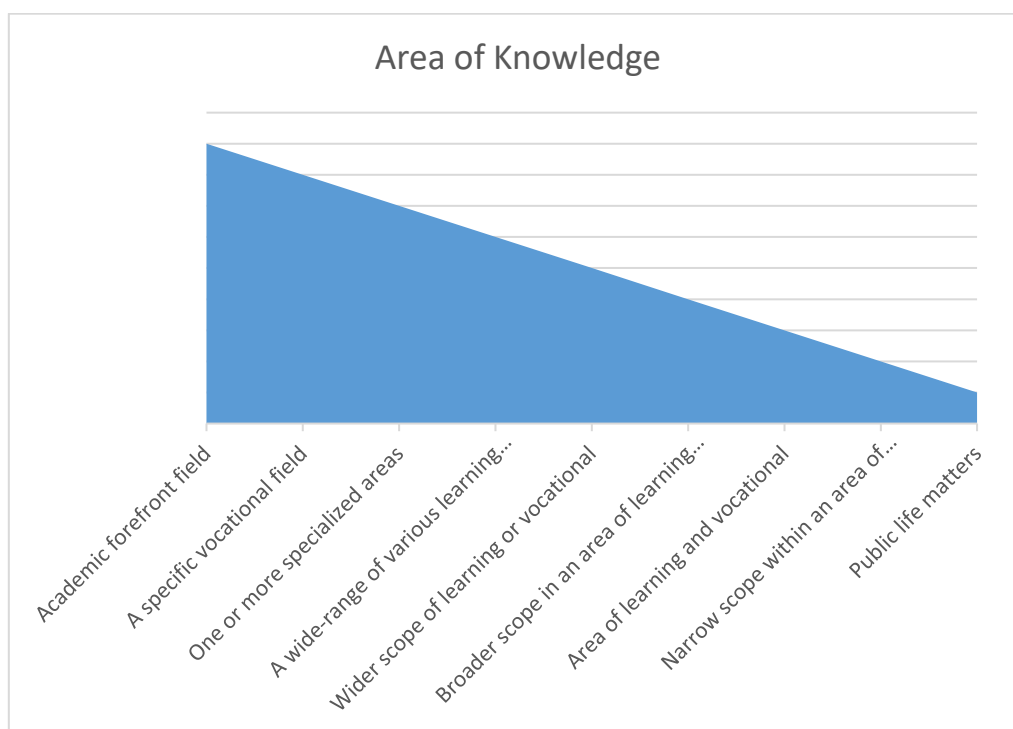 Area of Knowledge
Academic forefront field
A specific vocational field
One or more specialized areas
A wide-range of various learning...
Wider scope of learning or vocational
Broader scope in an area of learning...
Area of learning and vocational
Narrow scope within an area of...
Public life matters